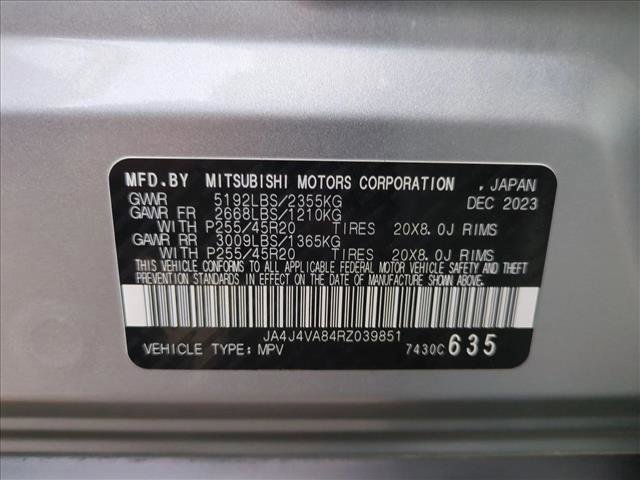 MFD.BY MITSUBISHI MOTORS CORPORATION , JAPAN
GVWR 5192LBS/2355KG DEC 2023
GAWR FR 2668LBS/1210KG
WITH P255/45R20 TIRES 20X8.0J RIMS
GAWR RR 3009LBS/1365KG
WITH P255/45R20 TIRES 20X8.0J RIMS
THIS VEHICLE CONFORMS TO ALL APPLICABLE FEDERAL MOTOR VEHICLE SAFETY AND THEFT
PREVENTION STANDARDS IN EFFECT ON THE DATE OF MANUFACTURE SHOWN ABOVE.
JA4J4VA84RZ039851
VEHICLE TYPE: MPV 7430C 635